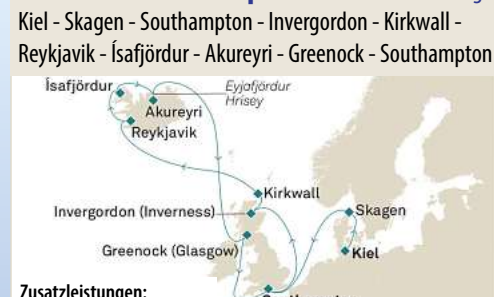 Kiel - Skagen - Southampton - Invergordon - Kirkwall -
Reykjavik - Ísafjördur - Akureyri - Greenock - Southampton
Ísafjördur
Eyjafjördur
Hrisey
Akureyri
Reykjavik
Kirkwall
Invergordon (Inverness)
Skagen
Greenock (Glasgow)
Kiel
Zusatzleistungen: